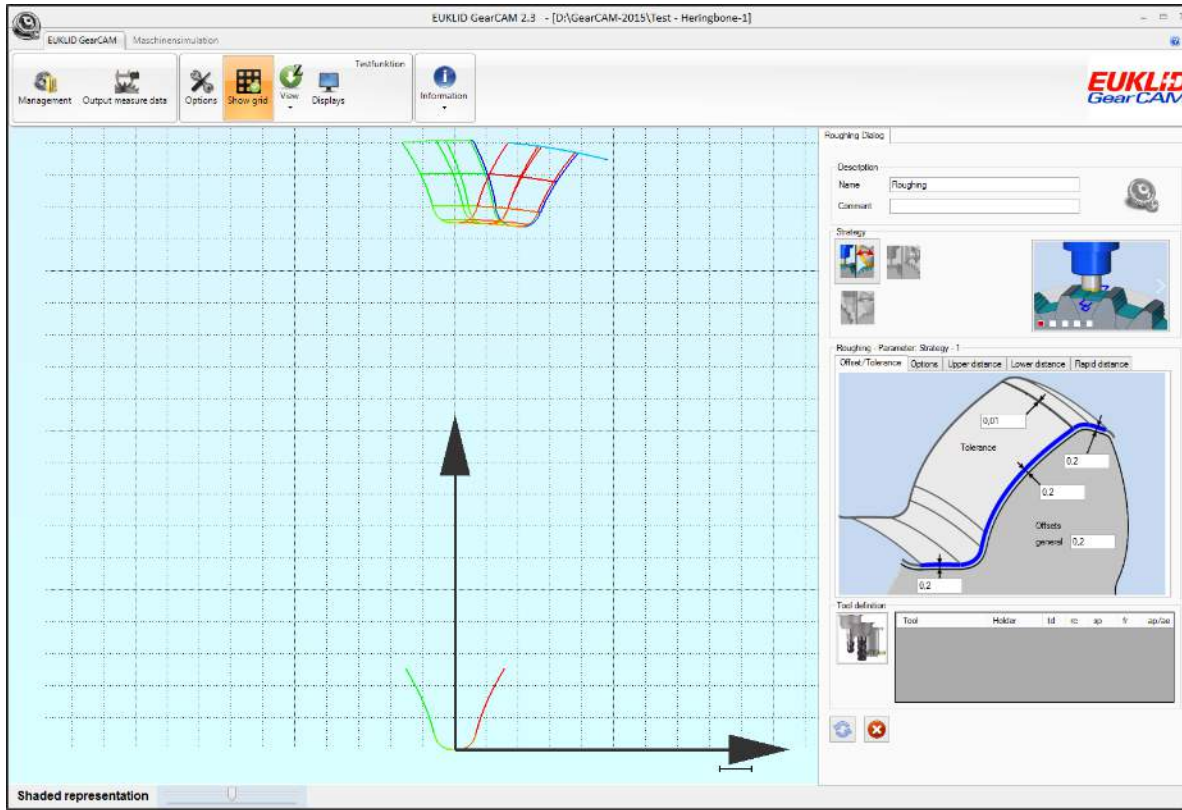 EUKLID GearCAM 2.3 - [D:\GearCAM-2015\Test - Heringbone-1]
EUKLID GearCAM Maschinensimulation
Testfunktion
Management Output measure data Options Show grid View Displays Information
EUKLID
GearCAM
Roughing Dialog
Description
Name Roughing
Comment
Strategy
Roughing - Parameter: Strategy - 1
Offset/Tolerance Options Upper distance Lower distance Rapid distance
0,01
Tolerance
0,2
0,2
Offsets
general 0,2
0,2
Tool definition
Tool Holder td re sp fr ap/ae
Shaded representation